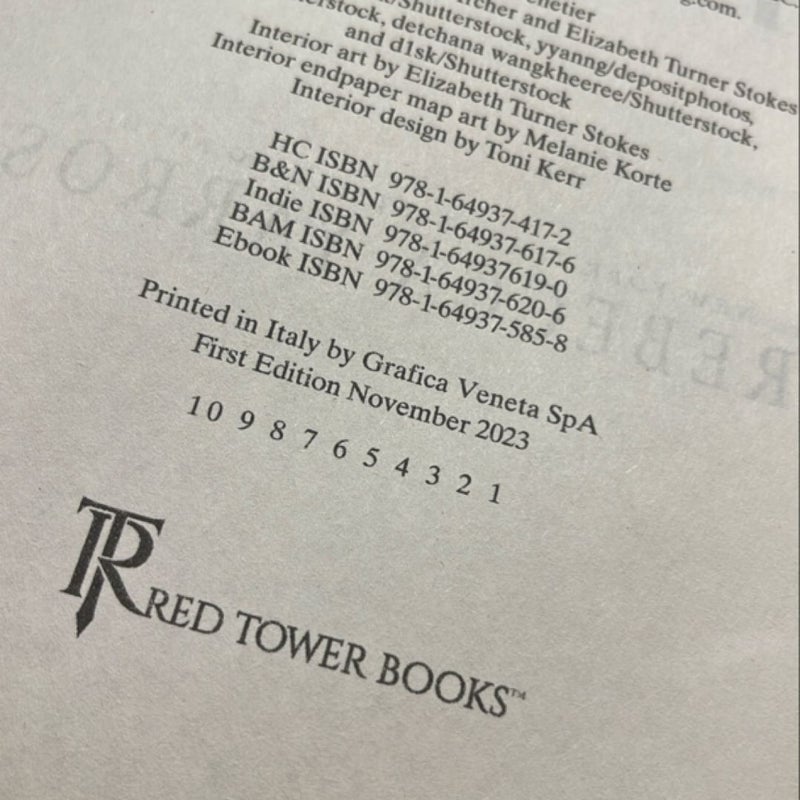 netier
cher and Elizabeth Turner Stokes
/Shutterstock, yyanng/depositphotos,
detchana wangkheeree/Shutterstock,
and d1sk/Shutterstock
Interior art by Elizabeth Turner Stokes
Interior endpaper map art by Melanie Korte
Interior design by Toni Kerr
HC ISBN 978-1-64937-417-2
B&N ISBN 978-1-64937-617-6
Indie ISBN 978-1-64937619-0
BAM ISBN 978-1-64937-620-6
Ebook ISBN 978-1-64937-585-8
Printed in Italy by Grafica Veneta SpA
First Edition November 2023
10 9 8 7 6 5 4 3 2 1
RED TOWER BOOKS™